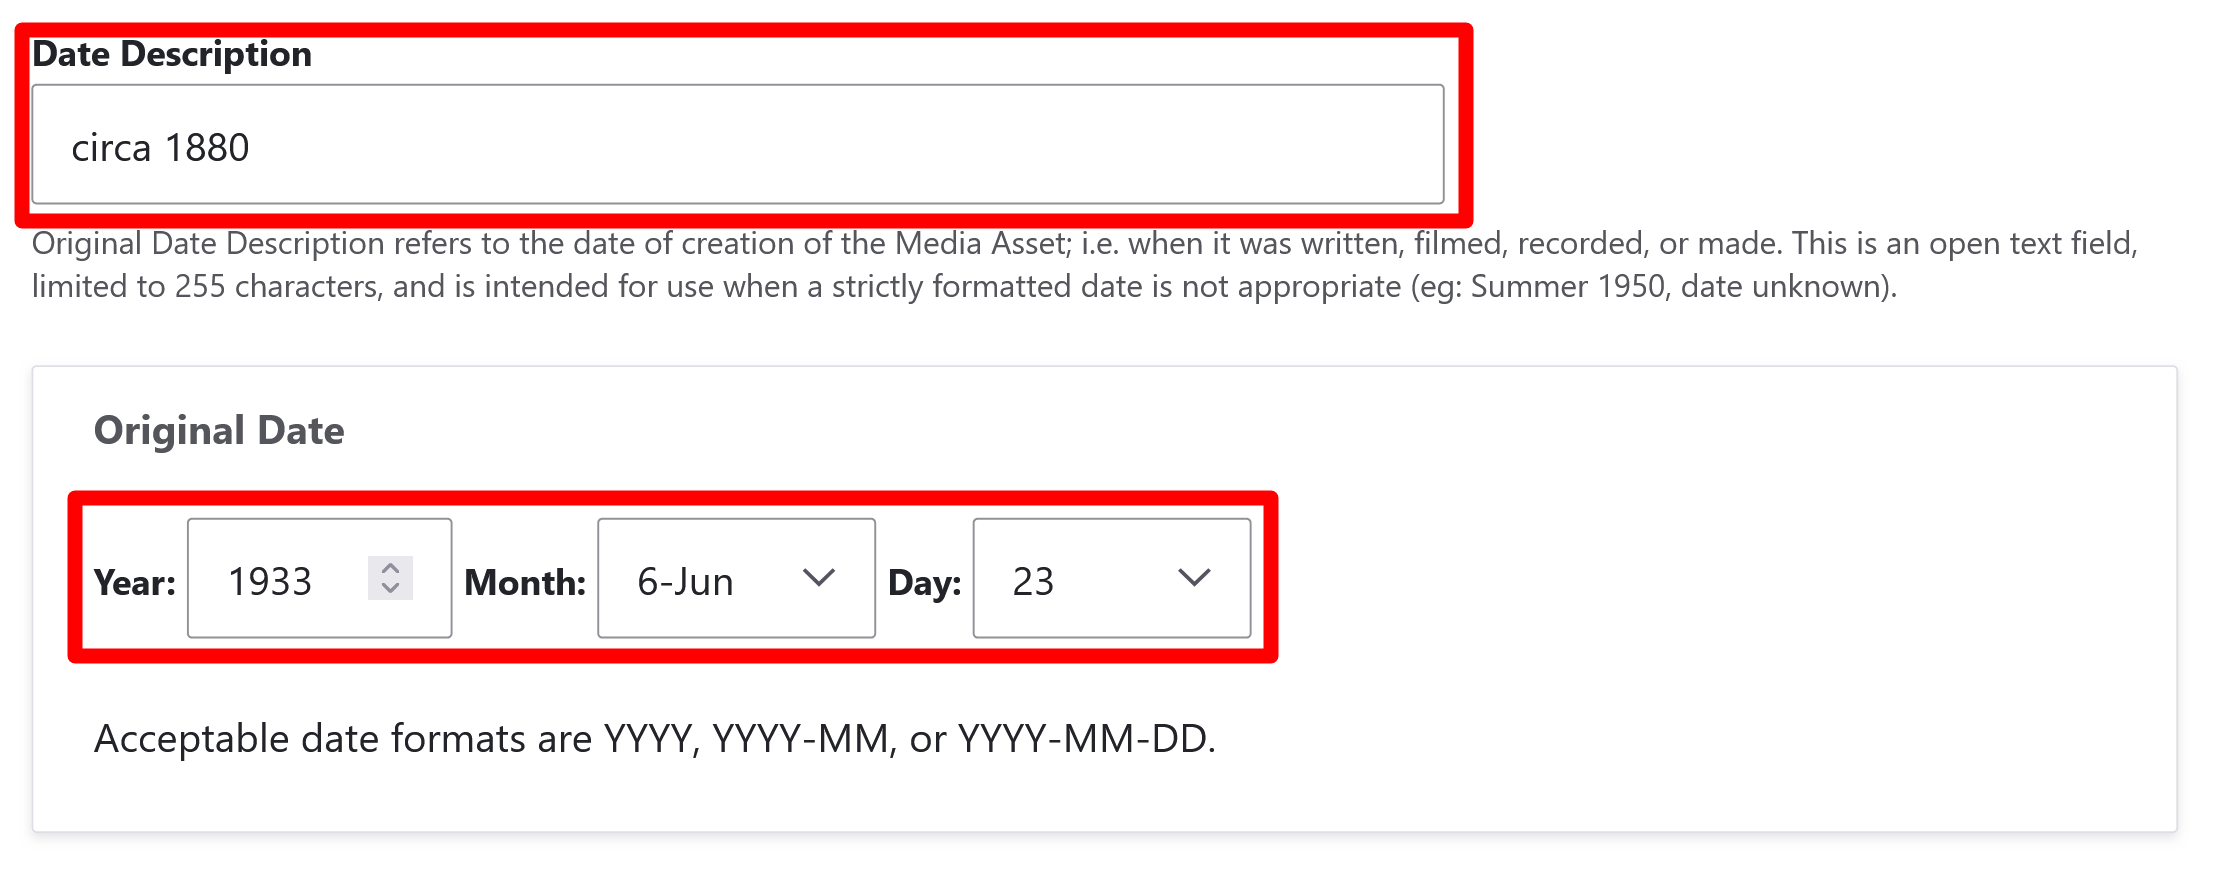 Date Description
circa 1880
Original Date Description refers to the date of creation of the Media Asset; i.e. when it was written, filmed, recorded, or made. This is an open text field,
limited to 255 characters, and is intended for use when a strictly formatted date is not appropriate (eg: Summer 1950, date unknown).
Original Date
Year: 1933 Month: 6-Jun Day: 23
Acceptable date formats are YYYY, YYYY-MM, or YYYY-MM-DD.